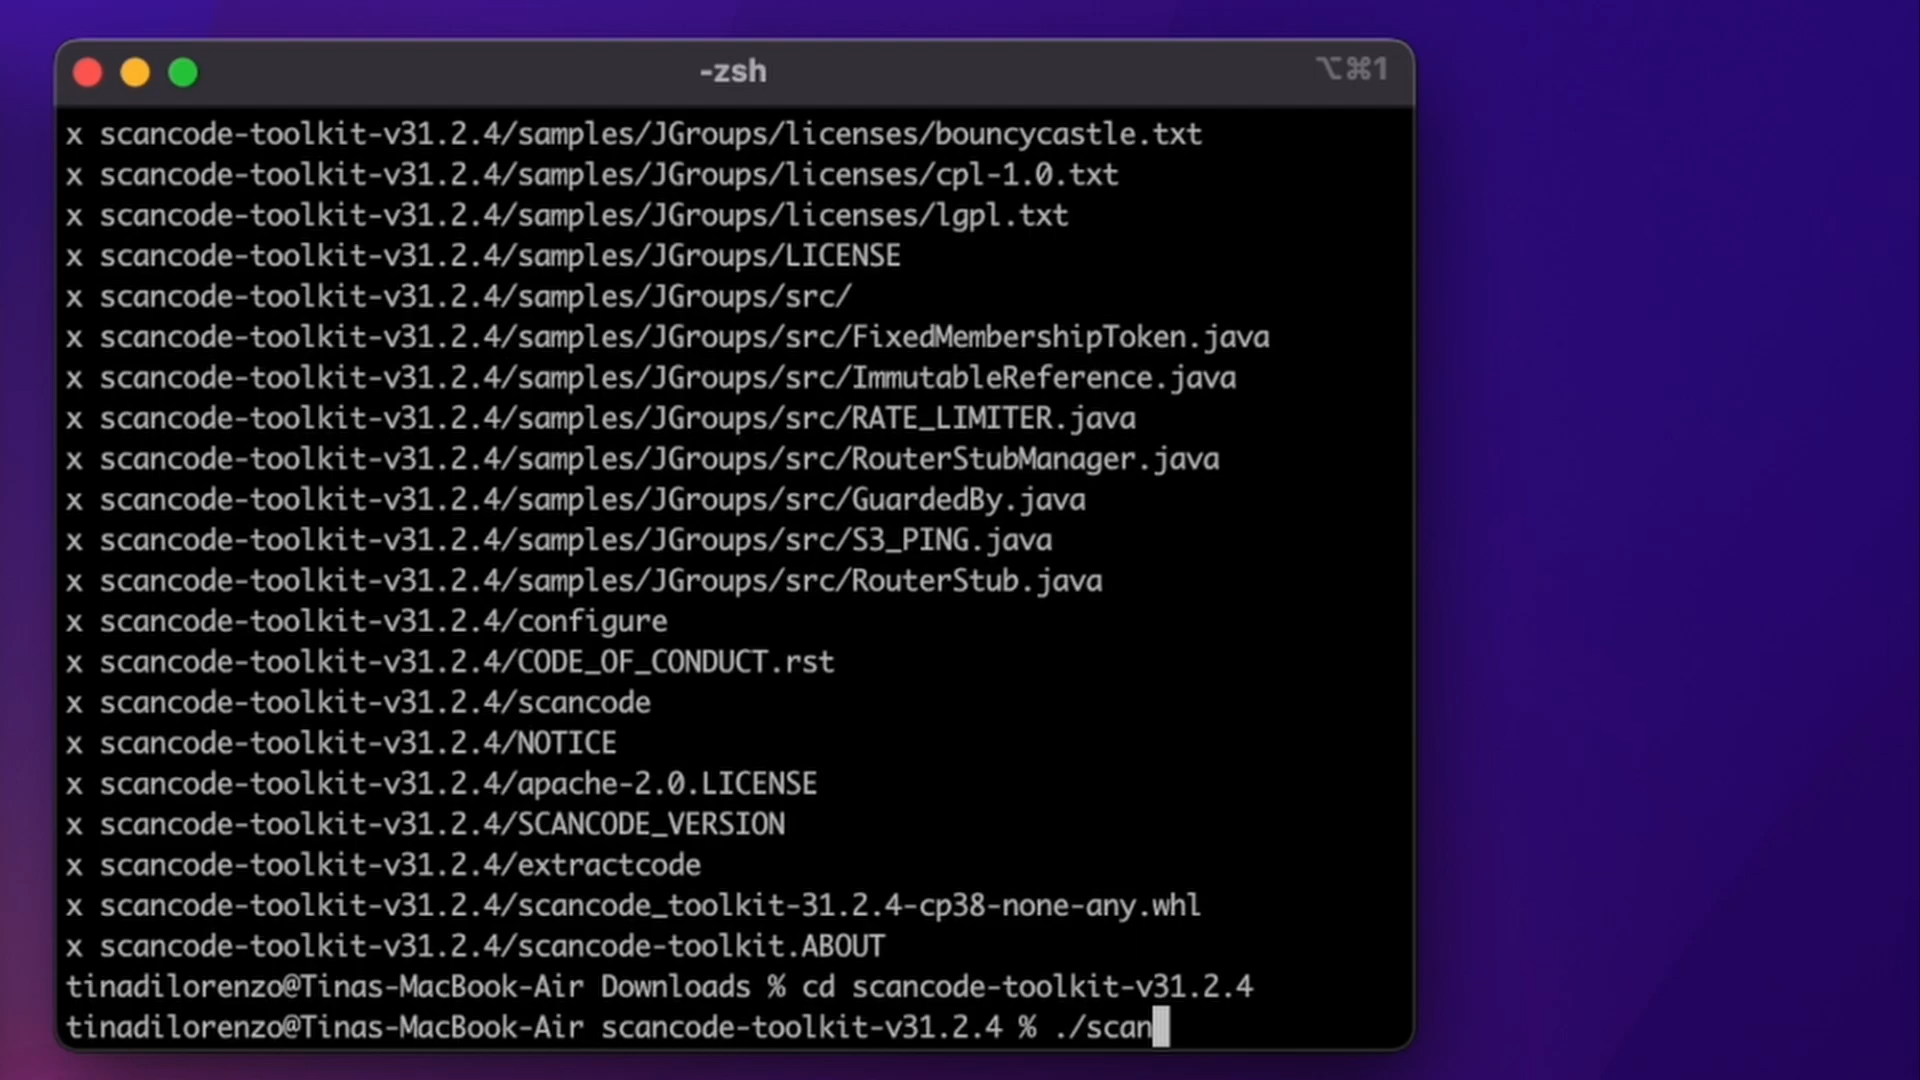 -zsh
⌥⌘1
x scancode-toolkit-v31.2.4/samples/JGroups/licenses/bouncycastle.txt
x scancode-toolkit-v31.2.4/samples/JGroups/licenses/cpl-1.0.txt
x scancode-toolkit-v31.2.4/samples/JGroups/licenses/lgpl.txt
x scancode-toolkit-v31.2.4/samples/JGroups/LICENSE
x scancode-toolkit-v31.2.4/samples/JGroups/src/
x scancode-toolkit-v31.2.4/samples/JGroups/src/FixedMembershipToken.java
x scancode-toolkit-v31.2.4/samples/JGroups/src/ImmutableReference.java
x scancode-toolkit-v31.2.4/samples/JGroups/src/RATE_LIMITER.java
x scancode-toolkit-v31.2.4/samples/JGroups/src/RouterStubManager.java
x scancode-toolkit-v31.2.4/samples/JGroups/src/GuardedBy.java
x scancode-toolkit-v31.2.4/samples/JGroups/src/S3_PING.java
x scancode-toolkit-v31.2.4/samples/JGroups/src/RouterStub.java
x scancode-toolkit-v31.2.4/configure
x scancode-toolkit-v31.2.4/CODE_OF_CONDUCT.rst
x scancode-toolkit-v31.2.4/scancode
x scancode-toolkit-v31.2.4/NOTICE
x scancode-toolkit-v31.2.4/apache-2.0.LICENSE
x scancode-toolkit-v31.2.4/SCANCODE_VERSION
x scancode-toolkit-v31.2.4/extractcode
x scancode-toolkit-v31.2.4/scancode_toolkit-31.2.4-cp38-none-any.whl
x scancode-toolkit-v31.2.4/scancode-toolkit.ABOUT
tinadilorenzo@Tinas-MacBook-Air Downloads % cd scancode-toolkit-v31.2.4
tinadilorenzo@Tinas-MacBook-Air scancode-toolkit-v31.2.4 % ./scan